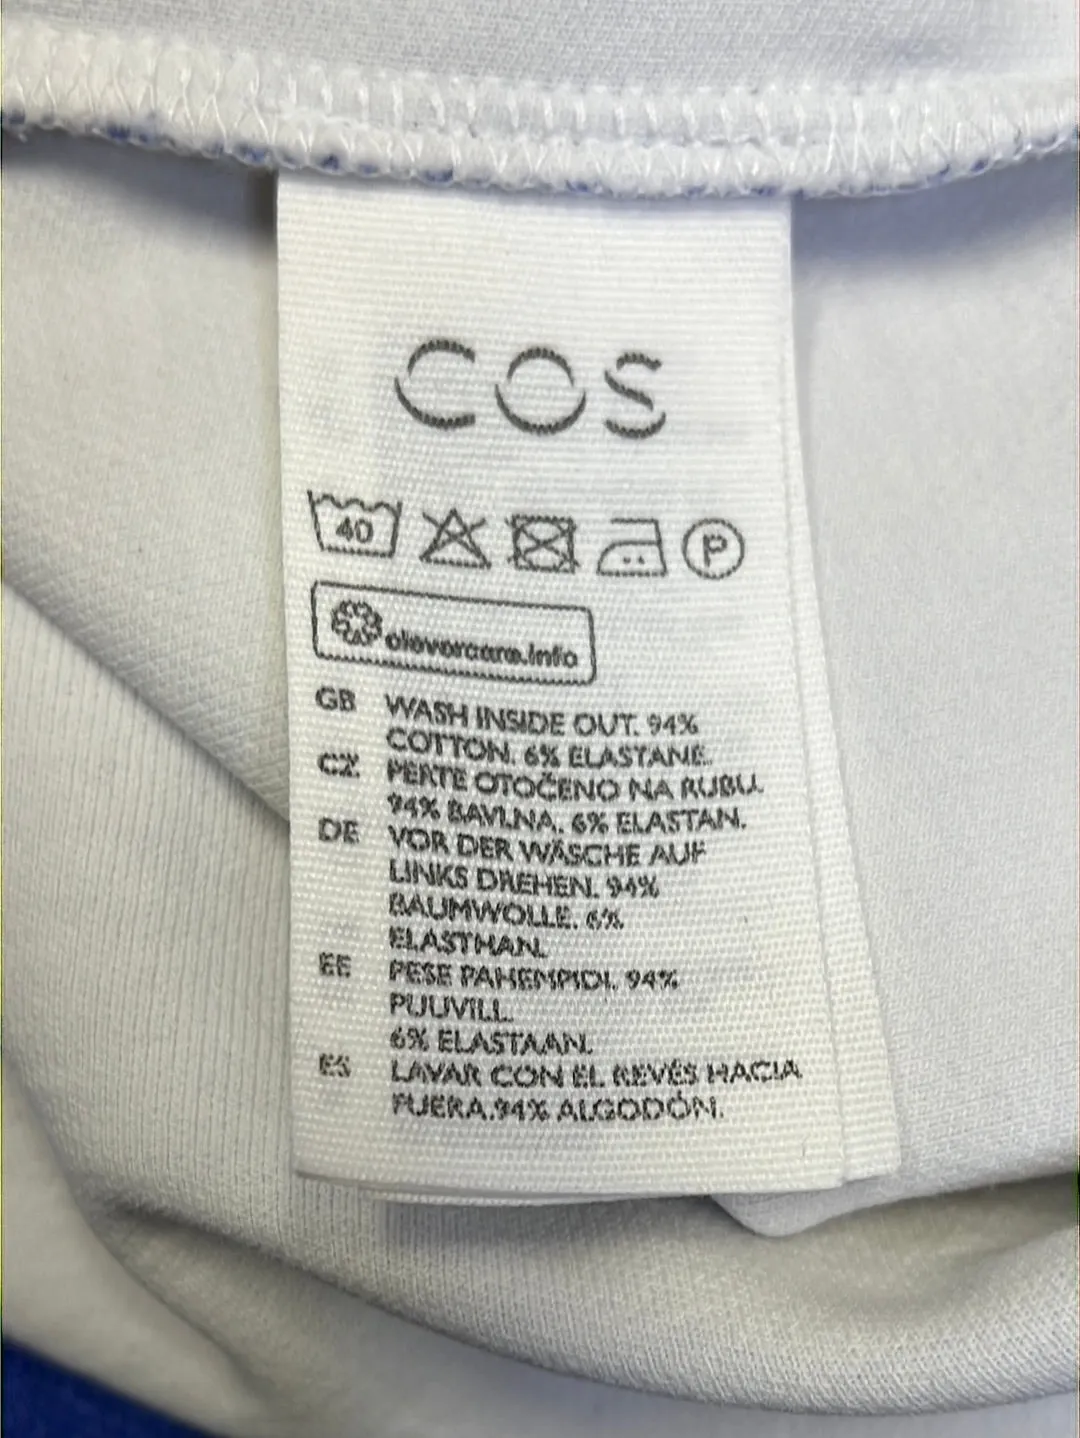 COS
40
P
clevercare.info
GB WASH INSIDE OUT. 94%
COTTON. 6% ELASTANE.
CZ PERTE OTOČENO NA RUBU.
94% BAVLNA. 6% ELASTAN.
DE VOR DER WÄSCHE AUF
LINKS DREHEN. 94%
BAUMWOLLE. 6%
ELASTHAN.
EE PESE PAHEMPIDI. 94%
PUUVILL.
6% ELASTAAN.
ES LAVAR CON EL REVÉS HACIA
FUERA.94% ALGODÓN.